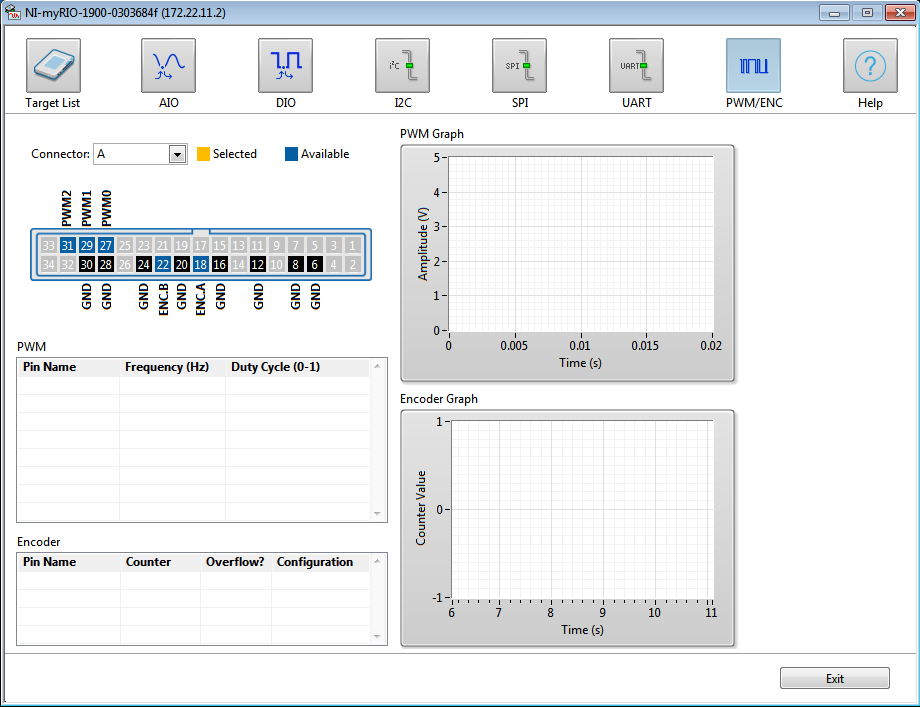 NI-myRIO-1900-0303684f (172.22.11.2)
I²C SPI UART ?
Target List AIO DIO I2C SPI UART PWM/ENC Help
Connector: A Selected Available
PWM2 PWM1 PWM0
33 31 29 27 25 23 21 19 17 15 13 11 9 7 5 3 1
34 32 30 28 26 24 22 20 18 16 14 12 10 8 6 4 2
GND GND GND ENC.B GND ENC.A GND GND GND GND
PWM
Pin Name Frequency (Hz) Duty Cycle (0-1)
Encoder
Pin Name Counter Overflow? Configuration
PWM Graph
Amplitude (V)
5
4
3
2
1
0
0 0.005 0.01 0.015 0.02
Time (s)
Encoder Graph
Counter Value
1
0
-1
6 7 8 9 10 11
Time (s)
Exit